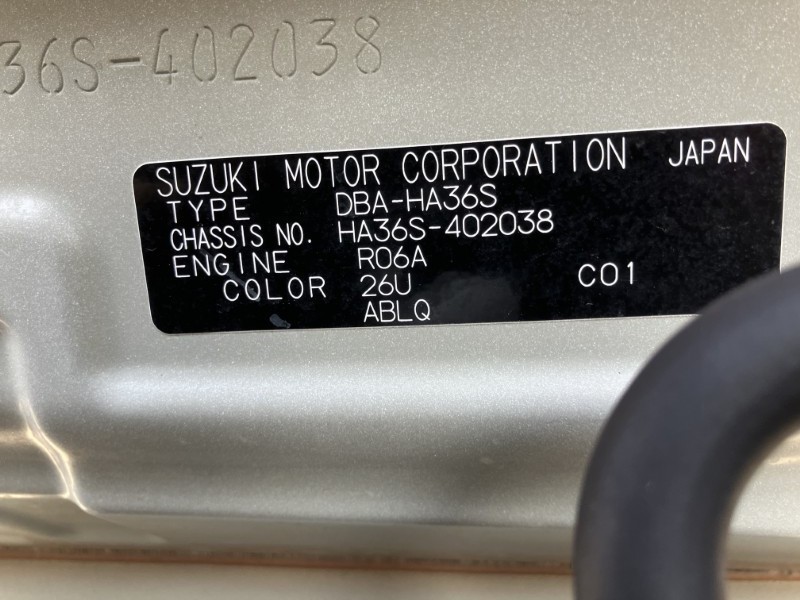 36S-402038
SUZUKI MOTOR CORPORATION JAPAN
TYPE DBA-HA36S
CHASSIS NO. HA36S-402038
ENGINE R06A
COLOR 26U C01
ABLQ